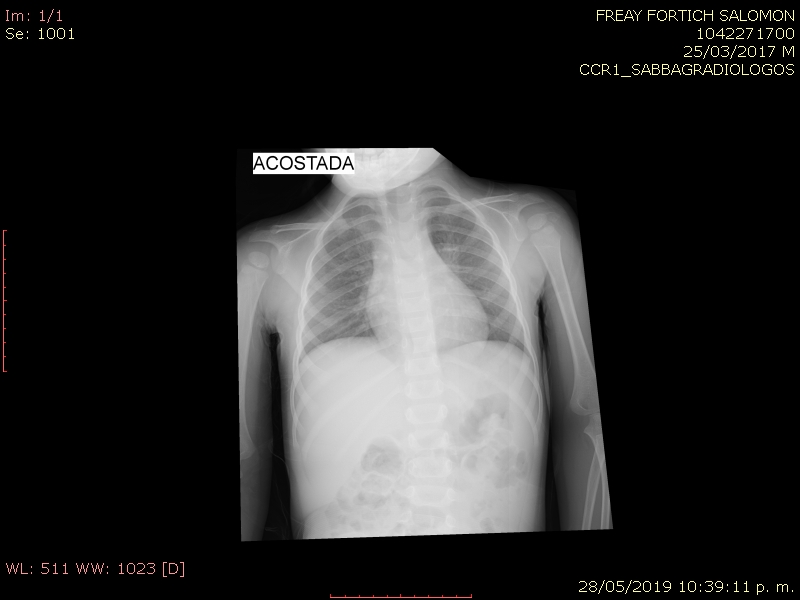 Im: 1/1
Se: 1001
FREAY FORTICH SALOMON
1042271700
25/03/2017 M
CCR1_SABBAGRADIOLOGOS
ACOSTADA
WL: 511 WW: 1023 [D]
28/05/2019 10:39:11 p. m.